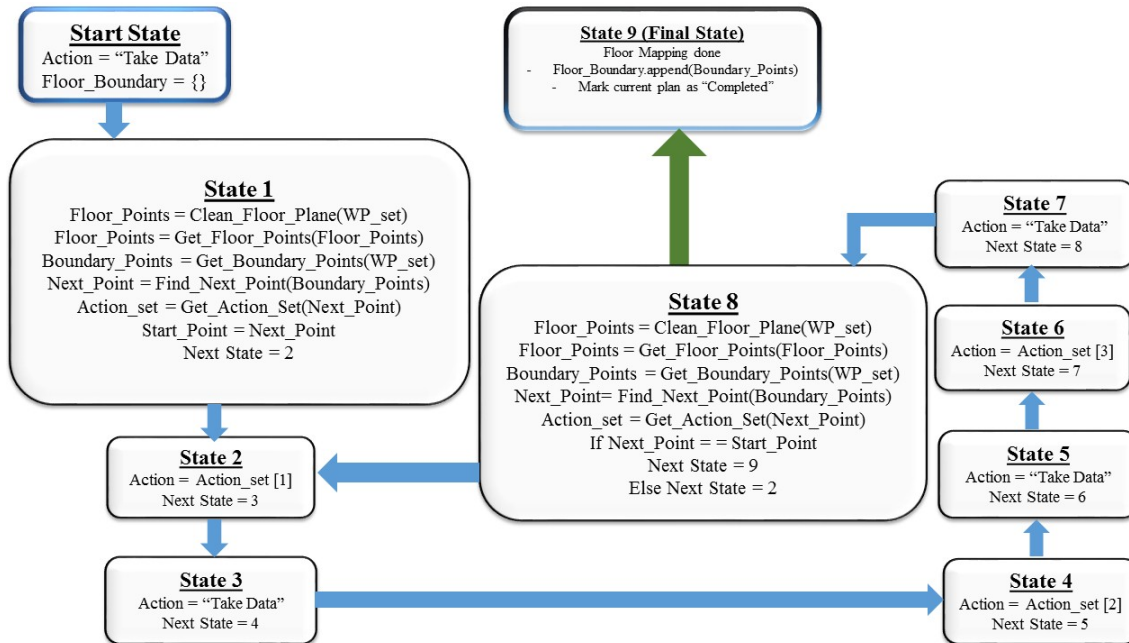 Start State
Action = “Take Data”
Floor_Boundary = {}
State 9 (Final State)
Floor Mapping done
- Floor_Boundary.append(Boundary_Points)
- Mark current plan as “Completed”
State 1
Floor_Points = Clean_Floor_Plane(WP_set)
Floor_Points = Get_Floor_Points(Floor_Points)
Boundary_Points = Get_Boundary_Points(WP_set)
Next_Point = Find_Next_Point(Boundary_Points)
Action_set = Get_Action_Set(Next_Point)
Start_Point = Next_Point
Next State = 2
State 2
Action = Action_set [1]
Next State = 3
State 3
Action = “Take Data”
Next State = 4
State 4
Action = Action_set [2]
Next State = 5
State 5
Action = “Take Data”
Next State = 6
State 6
Action = Action_set [3]
Next State = 7
State 7
Action = “Take Data”
Next State = 8
State 8
Floor_Points = Clean_Floor_Plane(WP_set)
Floor_Points = Get_Floor_Points(Floor_Points)
Boundary_Points = Get_Boundary_Points(WP_set)
Next_Point= Find_Next_Point(Boundary_Points)
Action_set = Get_Action_Set(Next_Point)
If Next_Point = = Start_Point
Next State = 9
Else Next State = 2